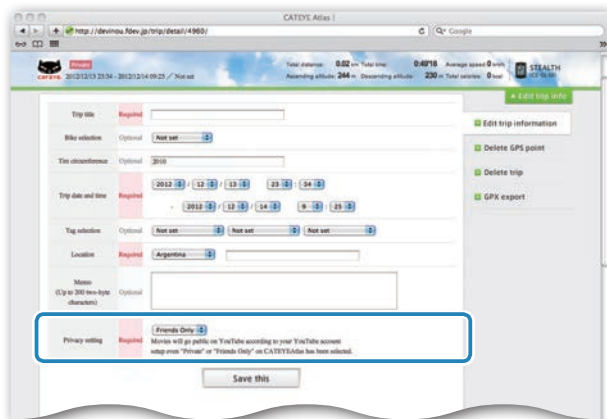 CATEYE Atlas |
http://devinou.fdev.jp/trip/detail/4960/
Google
Private
CATEYE 2012/12/13 23:34 - 2012/12/14 09:25 / Not set
Total distance: 0.02 km Total time: 0:49'18 Average speed 0 km/h
Ascending altitude: 244 m Descending altitude: 230 m Total calories: 0 kcal
STEALTH
+ Edit trip info
Trip title Required
Edit trip information
Bike selection Optional Not set
Delete GPS point
Tire circumference Optional 2010
Delete trip
Trip date and time Required 2012 / 12 / 13 23 : 34
- 2012 / 12 / 14 9 : 25
GPX export
Tag selection Optional Not set Not set Not set
Location Required Argentina
Memo
(Up to 200 two-byte
characters)
Optional
Privacy setting Required Friends Only
Movies will go public on YouTube according to your YouTube account
setup even "Private" or "Friends Only" on CATEYEAtlas has been selected.
Save this